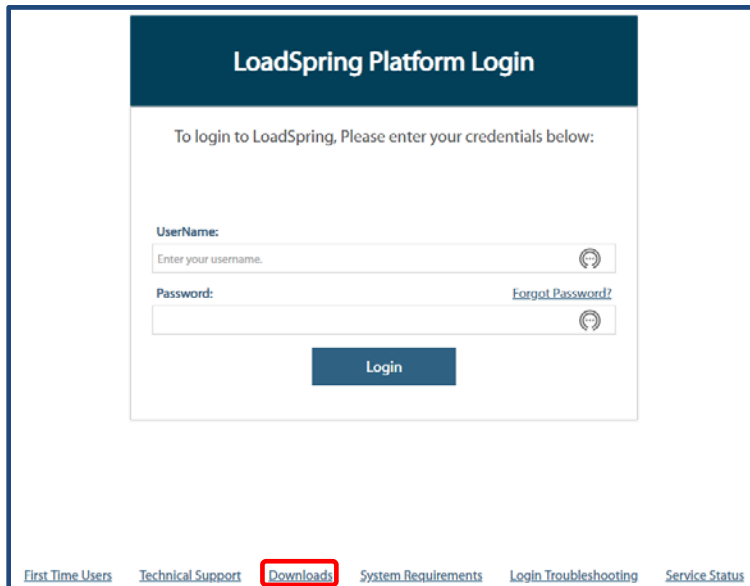 LoadSpring Platform Login
To login to LoadSpring, Please enter your credentials below:
UserName:
Enter your username.
Password: Forgot Password?
Login
First Time Users Technical Support Downloads System Requirements Login Troubleshooting Service Status